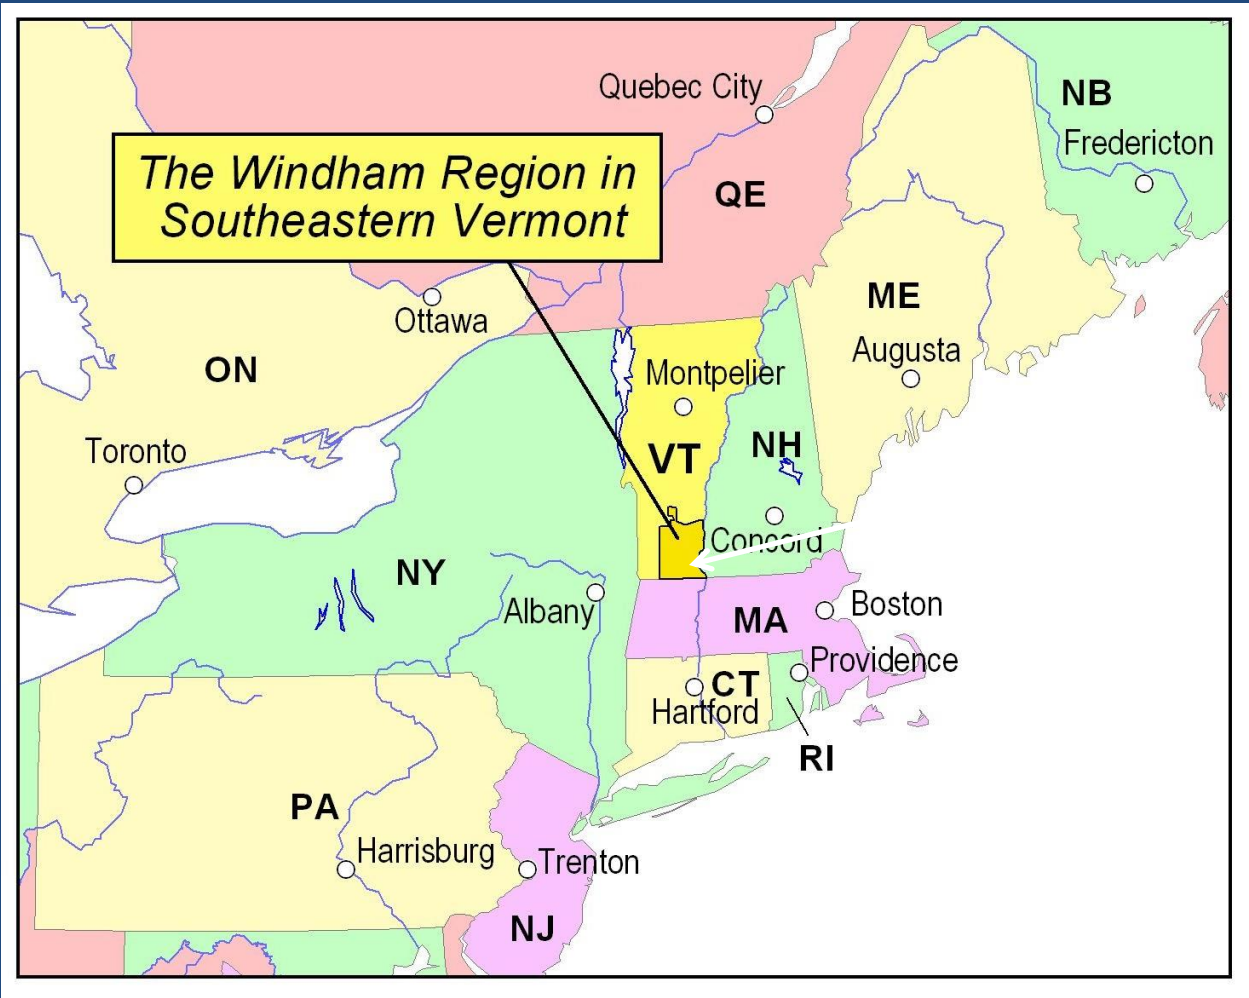 Quebec City
NB
Fredericton
The Windham Region in
Southeastern Vermont
QE
ME
Ottawa
Augusta
ON
Montpelier
Toronto
VT
NH
Concord
NY
Albany
MA
Boston
Providence
CT
Hartford
RI
PA
Harrisburg
Trenton
NJ